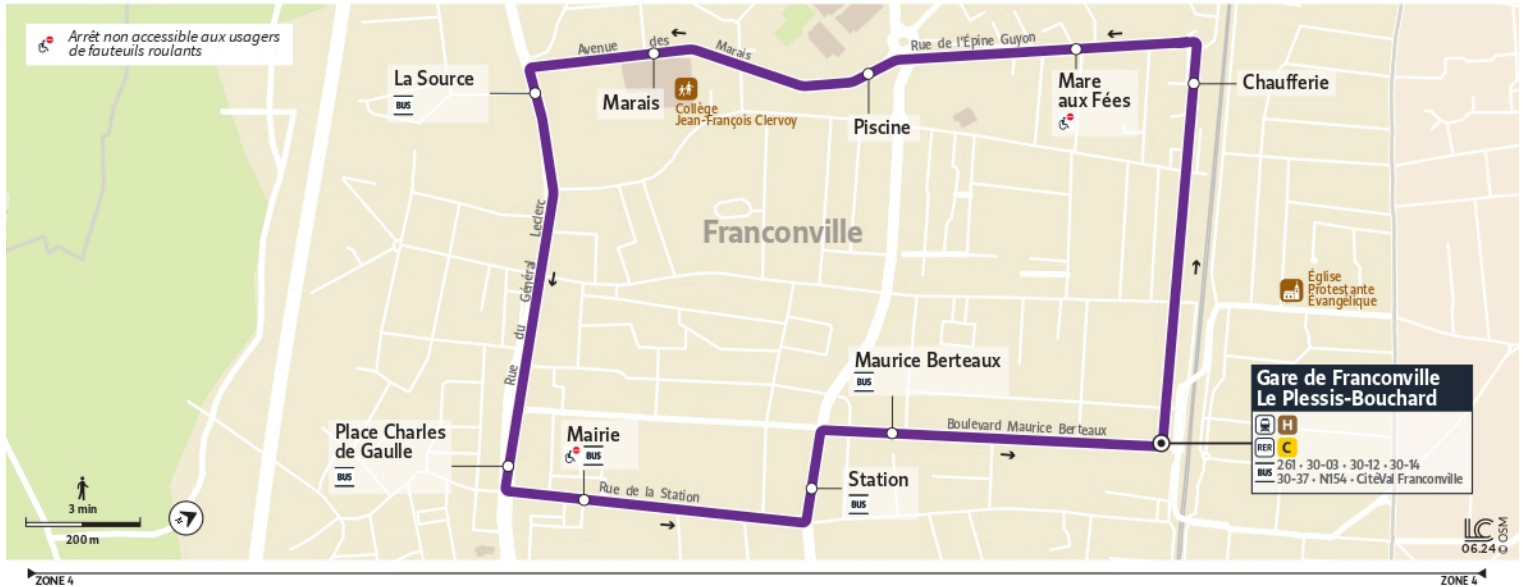 Arrêt non accessible aux usagers
de fauteuils roulants
Avenue des Marais
Rue de l'Épine Guyon
La Source
BUS
Marais
Collège
Jean-François Clervoy
Piscine
Mare
aux Fées
Chaufferie
Franconville
Rue du Général Leclerc
Église
Protestante
Évangélique
Maurice Berteaux
BUS
Boulevard Maurice Berteaux
Gare de Franconville
Le Plessis-Bouchard
H
RER C
BUS 261 • 30-03 • 30-12 • 30-14
30-37 • N154 • CitéVal Franconville
Place Charles
de Gaulle
BUS
Mairie
BUS
Rue de la Station
Station
BUS
3 min
200 m
LC
06.24 © OSM
ZONE 4
ZONE 4